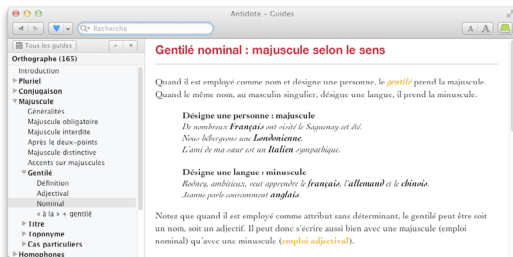 Antidote – Guides
Recherche
A A
Tous les guides
Orthographe (165)
Introduction
Pluriel
Conjugaison
Majuscule
Généralités
Majuscule obligatoire
Majuscule interdite
Après le deux-points
Majuscule distinctive
Accents sur majuscules
Gentilé
Définition
Adjectival
Nominal
« à la » + gentilé
Titre
Toponyme
Cas particuliers
Homophones
Gentilé nominal : majuscule selon le sens
Quand il est employé comme nom et désigne une personne, le gentilé prend la majuscule.
Quand le même nom, au masculin singulier, désigne une langue, il prend la minuscule.
Désigne une personne : majuscule
De nombreux Français ont visité le Saguenay cet été.
Nous hébergeons une Londonienne.
L'ami de ma sœur est un Italien sympathique.
Désigne une langue : minuscule
Rodney, ambitieux, veut apprendre le français, l'allemand et le chinois.
Jeanne parle couramment anglais.
Notez que quand il est employé comme attribut sans déterminant, le gentilé peut être soit
un nom, soit un adjectif. Il peut donc s'écrire aussi bien avec une majuscule (emploi
nominal) qu'avec une minuscule (emploi adjectival).